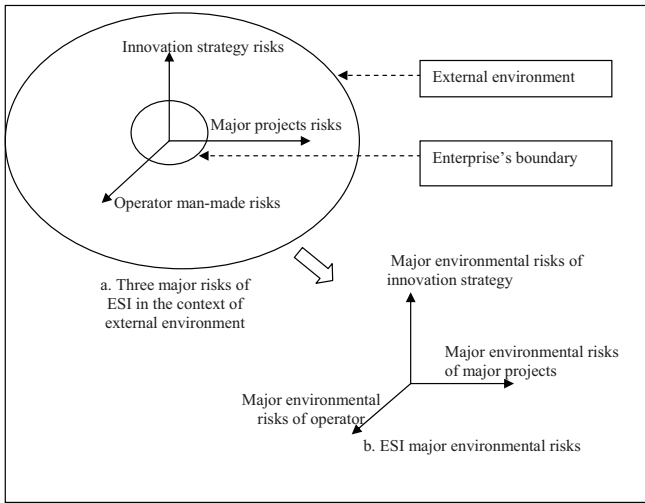 Innovation strategy risks
External environment
Major projects risks
Enterprise's boundary
Operator man-made risks
a. Three major risks of
ESI in the context of
external environment
Major environmental risks of
innovation strategy
Major environmental risks
of major projects
Major environmental
risks of operator
b. ESI major environmental risks